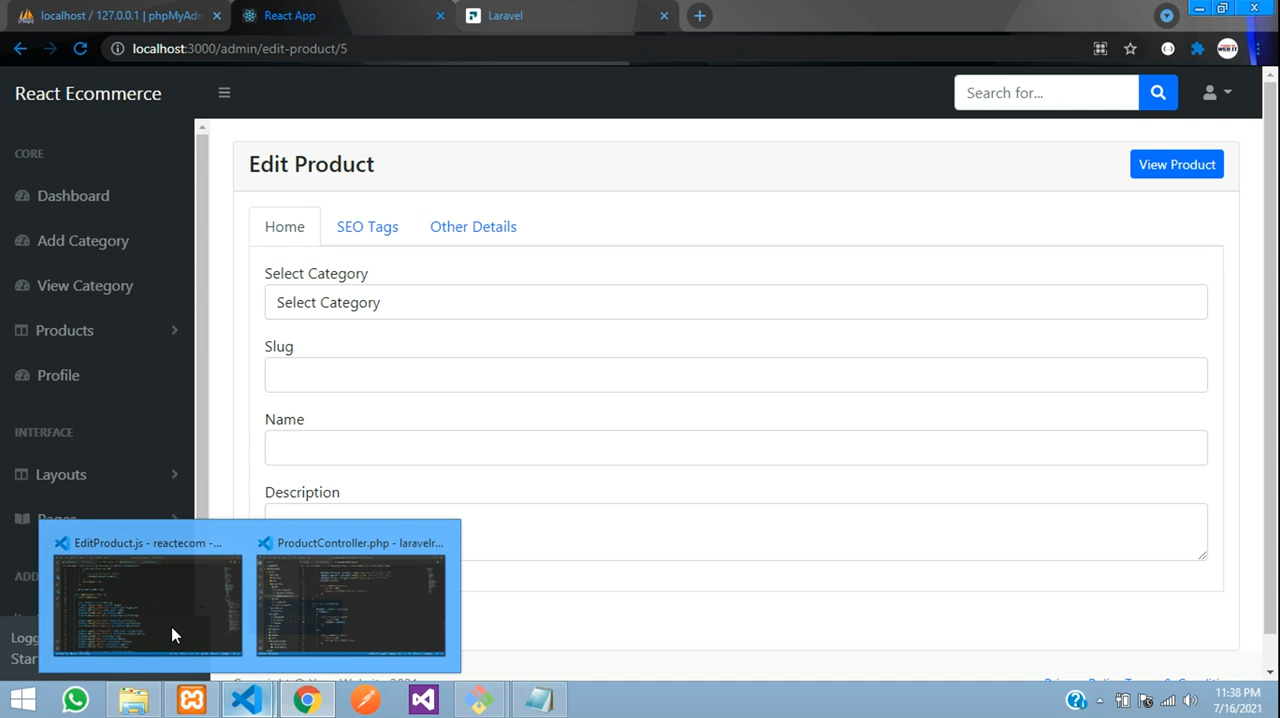 localhost / 127.0.0.1 | phpMyAdm
React App
Laravel
localhost:3000/admin/edit-product/5
React Ecommerce
Search for...
CORE
Dashboard
Add Category
View Category
Products
Profile
INTERFACE
Layouts
Pages
Edit Product
View Product
Home
SEO Tags
Other Details
Select Category
Select Category
Slug
Name
Description
EditProduct.js - reactecom -...
ProductController.php - laravelr...
11:38 PM
7/16/2021